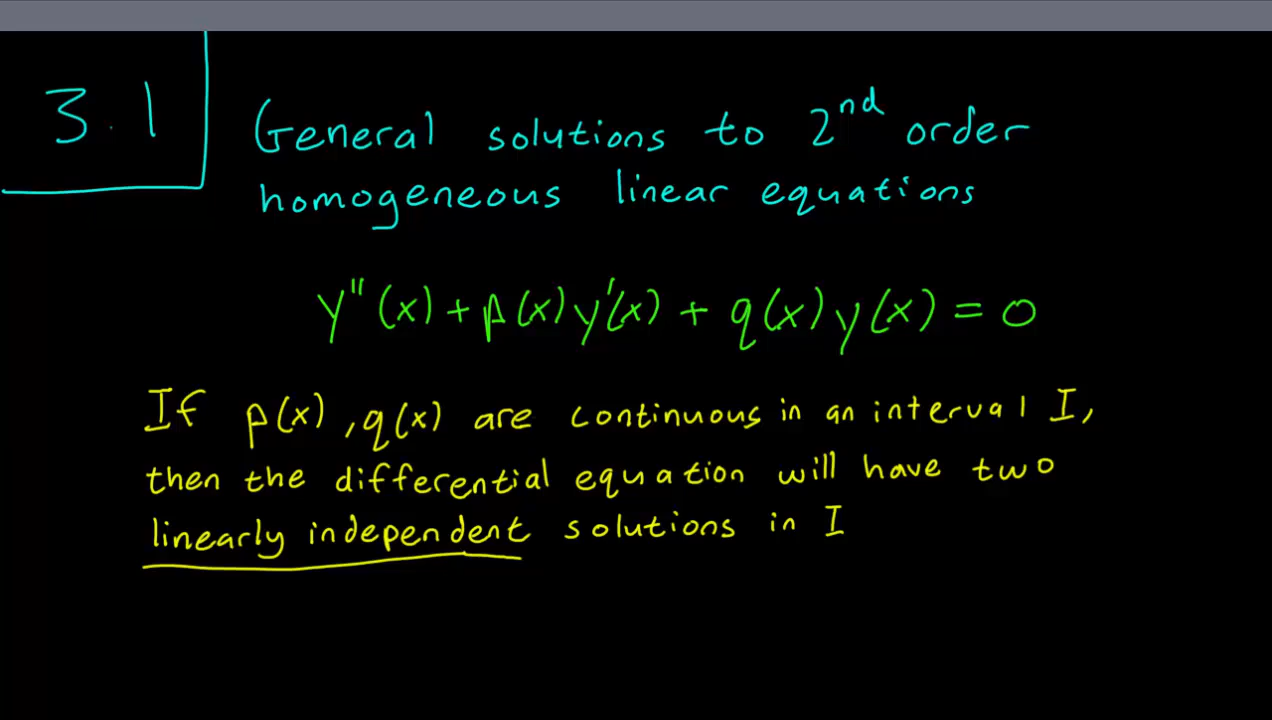 3.1
General solutions to 2nd order
homogeneous linear equations
y''(x) + p(x)y'(x) + q(x)y(x) = 0
If p(x), q(x) are continuous in an interval I,
then the differential equation will have two
linearly independent solutions in I